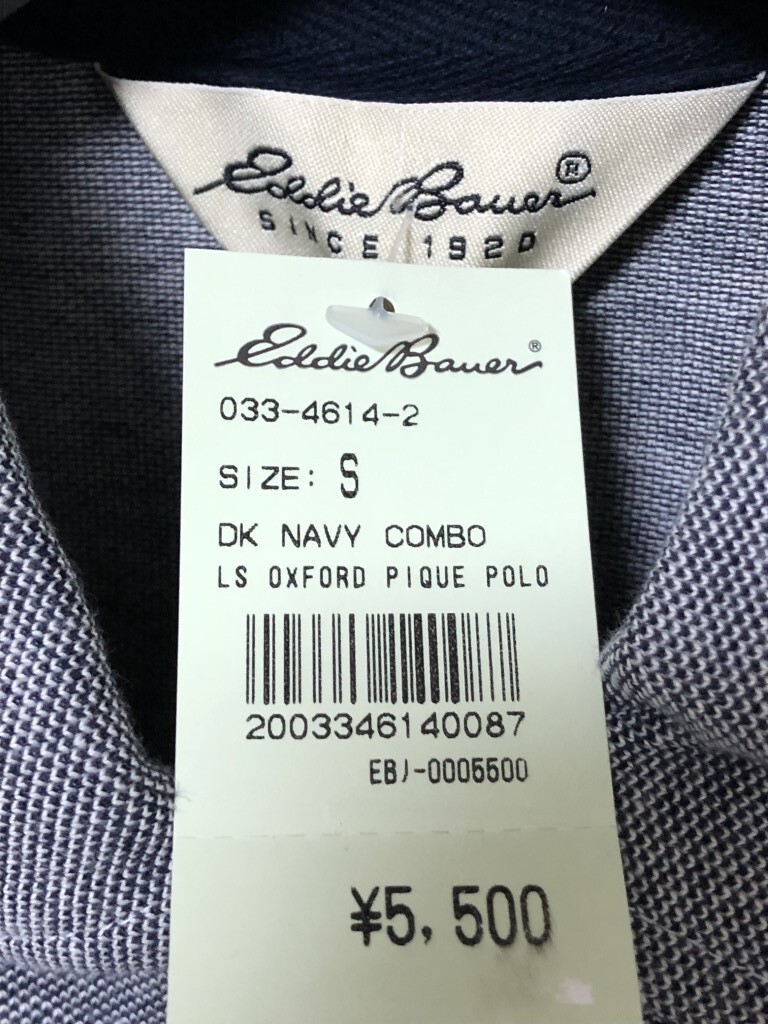 Eddie Bauer®
SINCE 1920
Eddie Bauer®
033-4614-2
SIZE: S
DK NAVY COMBO
LS OXFORD PIQUE POLO
2003346140087
EBJ-0005500
¥5,500